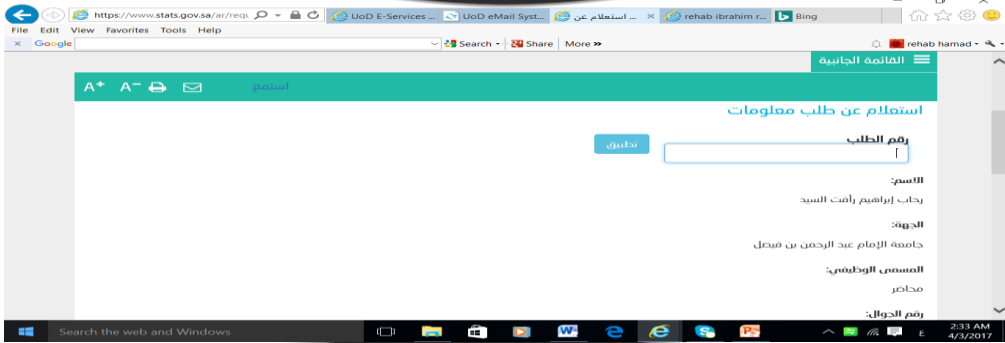 https://www.stats.gov.sa/ar/requ
UoD E-Services ...
UoD eMail Syst...
استعلام عن ...
rehab ibrahim r...
Bing
File Edit View Favorites Tools Help
Google
Search
Share
More »
rehab hamad
القائمة الجانبية
A+ A-
استمع
استعلام عن طلب معلومات
رقم الطلب
تطبيق
الاسم:
رحاب إبراهيم رأفت السيد
الجهة:
جامعة الإمام عبد الرحمن بن فيصل
المسمى الوظيفي:
محاضر
رقم الجوال:
Search the web and Windows
W
P
S
ع
2:33 AM
4/3/2017